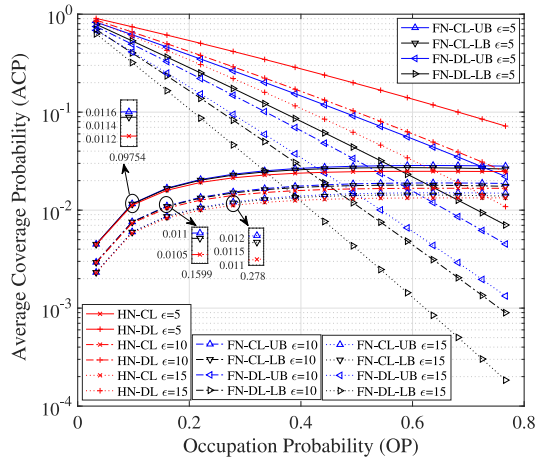 10^0
10^-1
10^-2
10^-3
10^-4
Average Coverage Probability (ACP)
0
0.2
0.4
0.6
0.8
Occupation Probability (OP)
FN-CL-UB ϵ=5
FN-CL-LB ϵ=5
FN-DL-UB ϵ=5
FN-DL-LB ϵ=5
0.0116
0.0114
0.0112
0.09754
0.011
0.0105
0.1599
0.012
0.0115
0.011
0.278
HN-CL ϵ=5
HN-DL ϵ=5
HN-CL ϵ=10
HN-DL ϵ=10
HN-CL ϵ=15
HN-DL ϵ=15
FN-CL-UB ϵ=10
FN-CL-LB ϵ=10
FN-DL-UB ϵ=10
FN-DL-LB ϵ=10
FN-CL-UB ϵ=15
FN-CL-LB ϵ=15
FN-DL-UB ϵ=15
FN-DL-LB ϵ=15